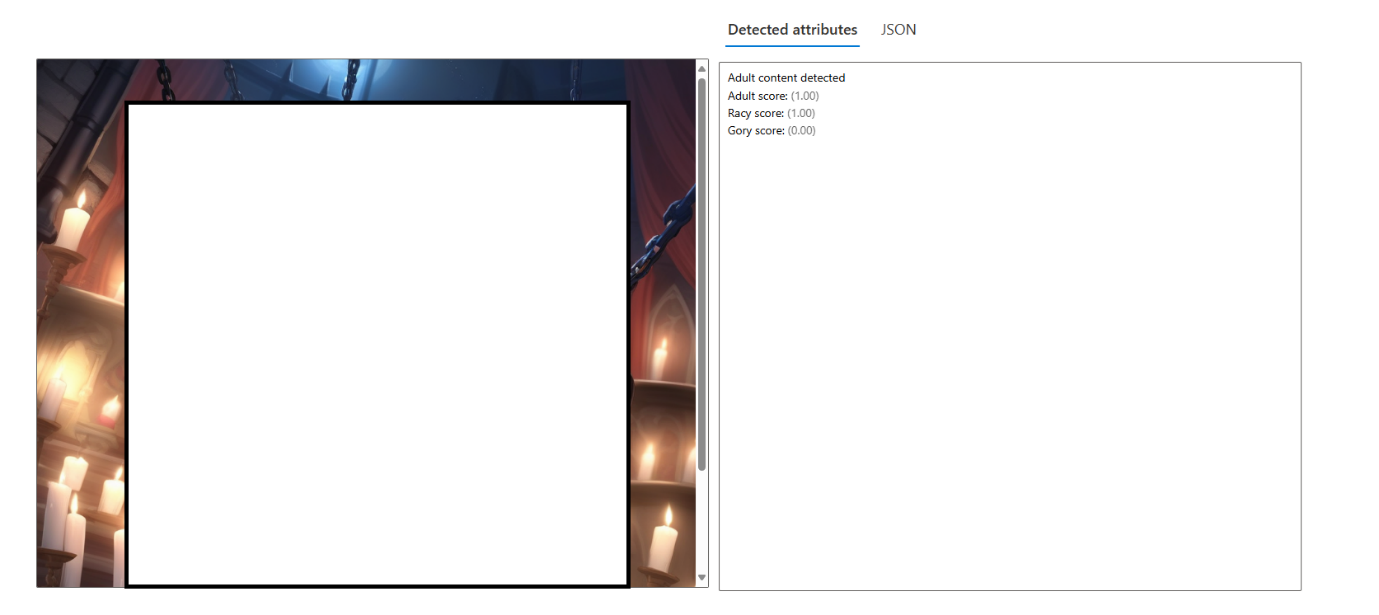 Detected attributes JSON
Adult content detected
Adult score: (1.00)
Racy score: (1.00)
Gory score: (0.00)